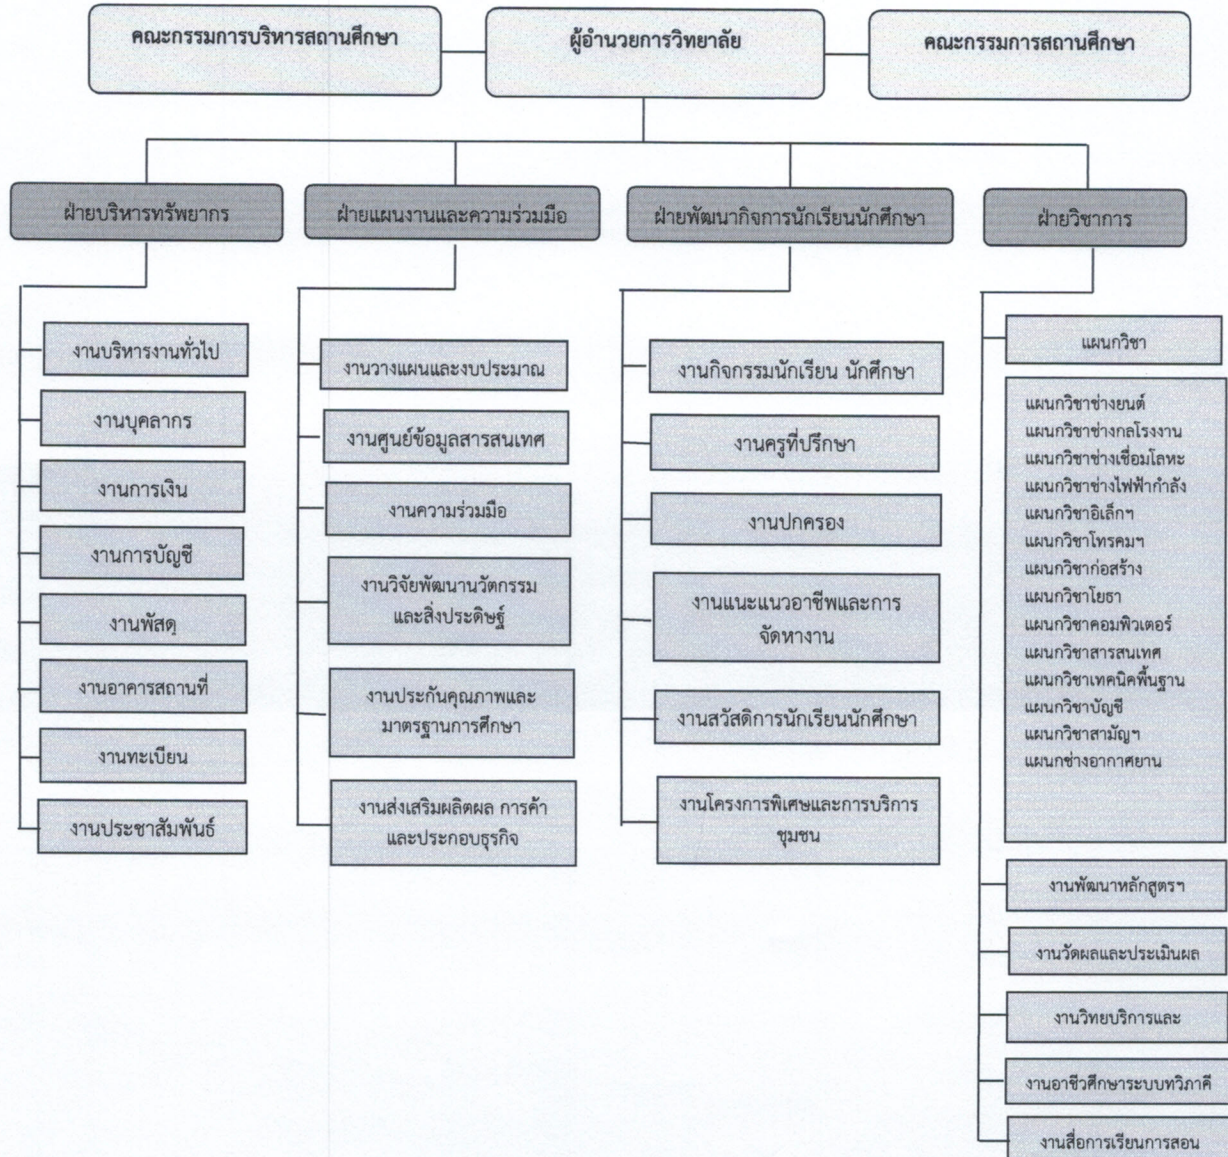 คณะกรรมการบริหารสถานศึกษา
ผู้อำนวยการวิทยาลัย
คณะกรรมการสถานศึกษา
ฝ่ายบริหารทรัพยากร
ฝ่ายแผนงานและความร่วมมือ
ฝ่ายพัฒนากิจการนักเรียนนักศึกษา
ฝ่ายวิชาการ
งานบริหารงานทั่วไป
งานบุคลากร
งานการเงิน
งานการบัญชี
งานพัสดุ
งานอาคารสถานที่
งานทะเบียน
งานประชาสัมพันธ์
งานวางแผนและงบประมาณ
งานศูนย์ข้อมูลสารสนเทศ
งานความร่วมมือ
งานวิจัยพัฒนานวัตกรรม
และสิ่งประดิษฐ์
งานประกันคุณภาพและ
มาตรฐานการศึกษา
งานส่งเสริมผลิตผล การค้า
และประกอบธุรกิจ
งานกิจกรรมนักเรียน นักศึกษา
งานครูที่ปรึกษา
งานปกครอง
งานแนะแนวอาชีพและการ
จัดหางาน
งานสวัสดิการนักเรียนนักศึกษา
งานโครงการพิเศษและการบริการ
ชุมชน
แผนกวิชา
แผนกวิชาช่างยนต์
แผนกวิชาช่างกลโรงงาน
แผนกวิชาช่างเชื่อมโลหะ
แผนกวิชาช่างไฟฟ้ากำลัง
แผนกวิชาอิเล็กฯ
แผนกวิชาโทรคมฯ
แผนกวิชาก่อสร้าง
แผนกวิชาโยธา
แผนกวิชาคอมพิวเตอร์
แผนกวิชาสารสนเทศ
แผนกวิชาเทคนิคพื้นฐาน
แผนกวิชาบัญชี
แผนกวิชาสามัญฯ
แผนกช่างอากาศยาน
งานพัฒนาหลักสูตรฯ
งานวัดผลและประเมินผล
งานวิทยบริการและ
งานอาชีวศึกษาระบบทวิภาคี
งานสื่อการเรียนการสอน